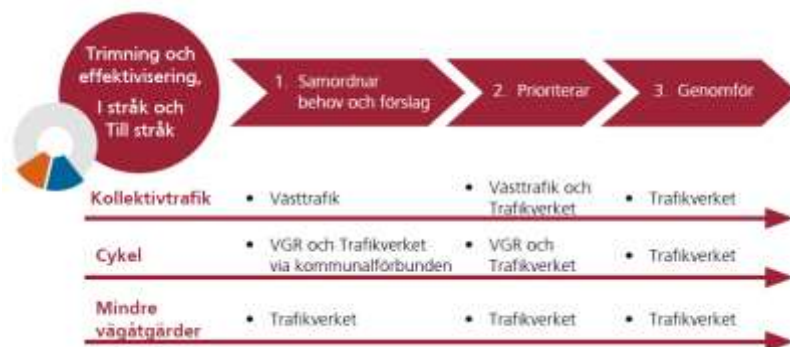 Trimning och
effektivisering,
I stråk och
Till stråk
1. Samordnar
behov och förslag
2. Prioriterar
3. Genomför
Kollektivtrafik
• Västtrafik
• Västtrafik och
Trafikverket
• Trafikverket
Cykel
• VGR och Trafikverket
via kommunalförbunden
• VGR och
Trafikverket
• Trafikverket
Mindre
vägåtgärder
• Trafikverket
• Trafikverket
• Trafikverket